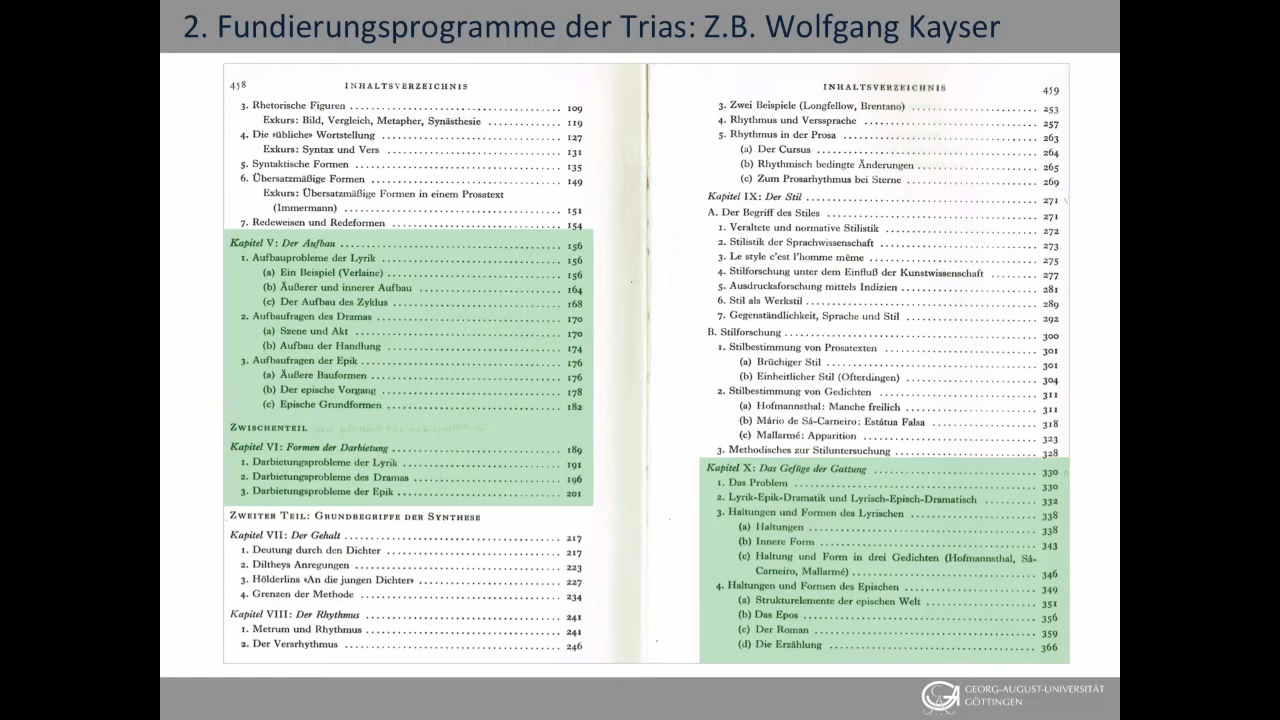 2. Fundierungsprogramme der Trias: Z.B. Wolfgang Kayser
458 INHALTSVERZEICHNIS
3. Rhetorische Figuren 109
Exkurs: Bild, Vergleich, Metapher, Synästhesie 119
4. Die «übliche» Wortstellung 127
Exkurs: Syntax und Vers 131
5. Syntaktische Formen 135
6. Übersatzmäßige Formen 149
Exkurs: Übersatzmäßige Formen in einem Prosatext
(Immermann) 151
7. Redeweisen und Redeformen 154
Kapitel V: Der Aufbau 156
1. Aufbauprobleme der Lyrik 156
(a) Ein Beispiel (Verlaine) 156
(b) Äußerer und innerer Aufbau 164
(c) Der Aufbau des Zyklus 168
2. Aufbaufragen des Dramas 170
(a) Szene und Akt 170
(b) Aufbau der Handlung 174
3. Aufbaufragen der Epik 176
(a) Äußere Bauformen 176
(b) Der epische Vorgang 178
(c) Epische Grundformen 182
ZWISCHENTEIL
Kapitel VI: Formen der Darbietung 189
1. Darbietungsprobleme der Lyrik 191
2. Darbietungsprobleme des Dramas 196
3. Darbietungsprobleme der Epik 201
ZWEITER TEIL: GRUNDBEGRIFFE DER SYNTHESE
Kapitel VII: Der Gehalt 217
1. Deutung durch den Dichter 217
2. Diltheys Anregungen 223
3. Hölderlins «An die jungen Dichter» 227
4. Grenzen der Methode 234
Kapitel VIII: Der Rhythmus 241
1. Metrum und Rhythmus 241
2. Der Versrhythmus 246
INHALTSVERZEICHNIS 459
3. Zwei Beispiele (Longfellow, Brentano) 253
4. Rhythmus und Verssprache 257
5. Rhythmus in der Prosa 263
(a) Der Cursus 264
(b) Rhythmisch bedingte Änderungen 265
(c) Zum Prosarhythmus bei Sterne 269
Kapitel IX: Der Stil 271
A. Der Begriff des Stiles 271
1. Veraltete und normative Stilistik 272
2. Stilistik der Sprachwissenschaft 273
3. Le style c'est l'homme même 275
4. Stilforschung unter dem Einfluß der Kunstwissenschaft 277
5. Ausdrucksforschung mittels Indizien 281
6. Stil als Werkstil 289
7. Gegenständlichkeit, Sprache und Stil 292
B. Stilforschung 300
1. Stilbestimmung von Prosatexten 301
(a) Brüchiger Stil 301
(b) Einheitlicher Stil (Ofterdingen) 304
2. Stilbestimmung von Gedichten 311
(a) Hofmannsthal: Manche freilich 311
(b) Mário de Sá-Carneiro: Estátua Falsa 318
(c) Mallarmé: Apparition 323
3. Methodisches zur Stiluntersuchung 328
Kapitel X: Das Gefüge der Gattung 330
1. Das Problem 330
2. Lyrik-Epik-Dramatik und Lyrisch-Episch-Dramatisch 332
3. Haltungen und Formen des Lyrischen 338
(a) Haltungen 338
(b) Innere Form 343
(c) Haltung und Form in drei Gedichten (Hofmannsthal, Sá-
Carneiro, Mallarmé) 346
4. Haltungen und Formen des Epischen 349
(a) Strukturelemente der epischen Welt 351
(b) Das Epos 356
(c) Der Roman 359
(d) Die Erzählung 366
GEORG-AUGUST-UNIVERSITÄT
GÖTTINGEN